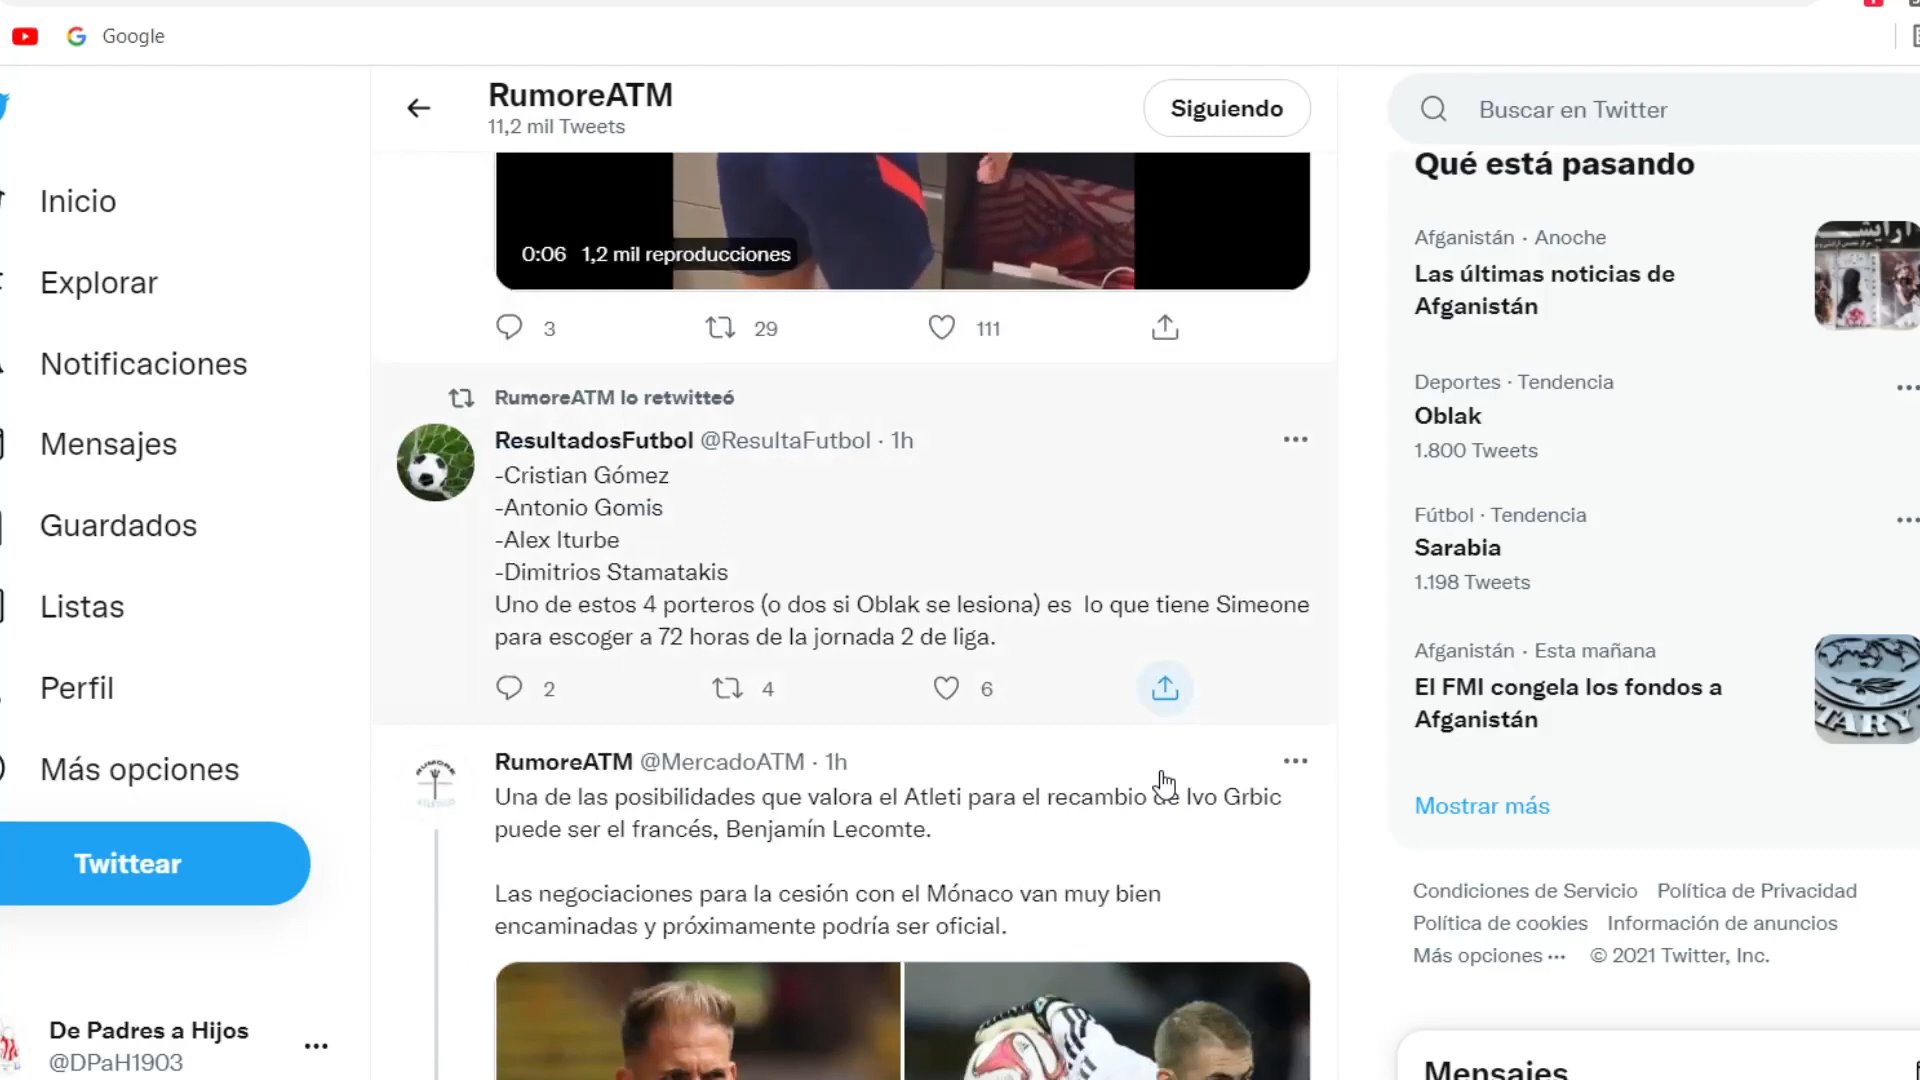 Google
RumoreATM
11,2 mil Tweets
Siguiendo
Buscar en Twitter
Inicio
Explorar
Notificaciones
Mensajes
Guardados
Listas
Perfil
Más opciones
Twittear
De Padres a Hijos
@DPaH1903
0:06 1,2 mil reproducciones
3 29 111
RumoreATM lo retwitteó
ResultadosFutbol @ResultaFutbol · 1h
-Cristian Gómez
-Antonio Gomis
-Alex Iturbe
-Dimitrios Stamatakis
Uno de estos 4 porteros (o dos si Oblak se lesiona) es lo que tiene Simeone
para escoger a 72 horas de la jornada 2 de liga.
2 4 6
RumoreATM @MercadoATM · 1h
Una de las posibilidades que valora el Atleti para el recambio de Ivo Grbic
puede ser el francés, Benjamín Lecomte.
Las negociaciones para la cesión con el Mónaco van muy bien
encaminadas y próximamente podría ser oficial.
Qué está pasando
Afganistán · Anoche
Las últimas noticias de
Afganistán
Deportes · Tendencia
Oblak
1.800 Tweets
Fútbol · Tendencia
Sarabia
1.198 Tweets
Afganistán · Esta mañana
El FMI congela los fondos a
Afganistán
TARY
Mostrar más
Condiciones de Servicio Política de Privacidad
Política de cookies Información de anuncios
Más opciones ··· © 2021 Twitter, Inc.
Mensajes